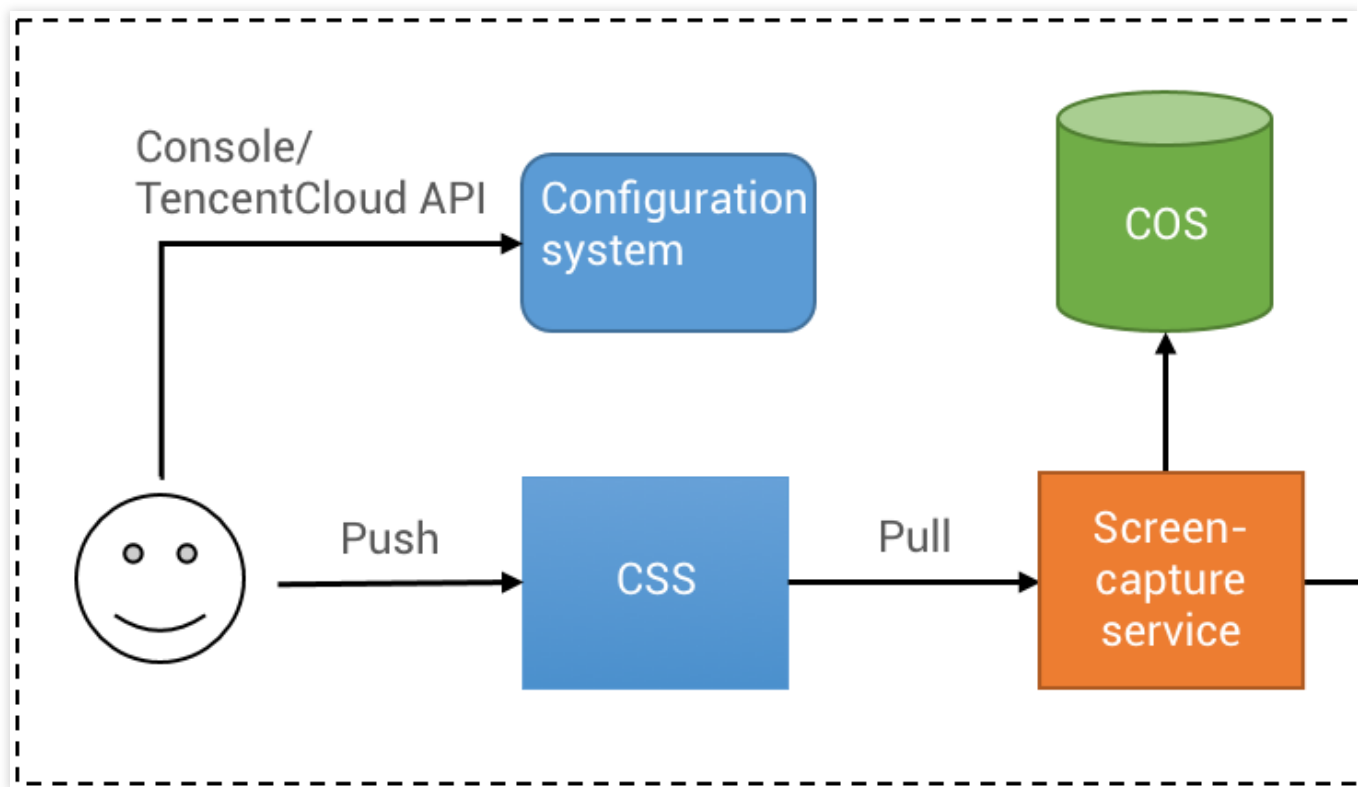 Console/
TencentCloud API
Configuration
system
COS
Push
CSS
Pull
Screen-
capture
service